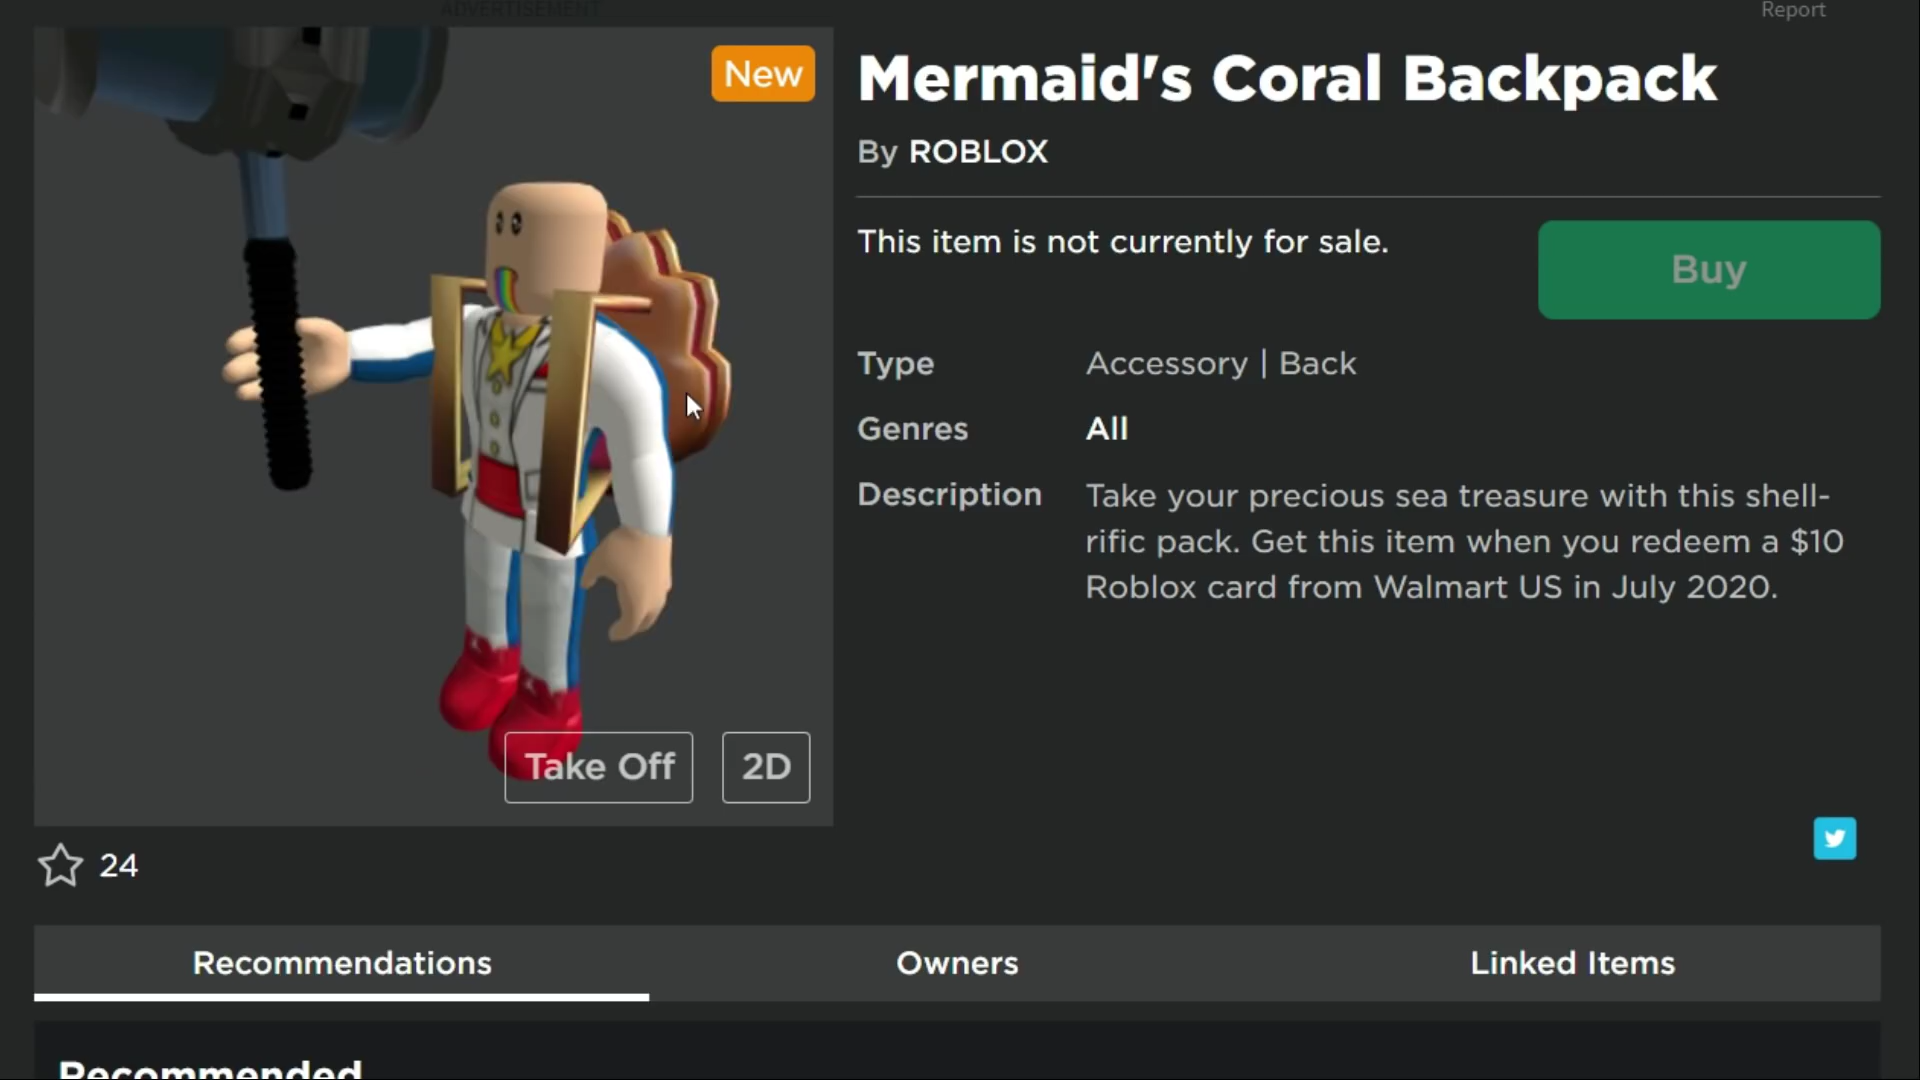 ADVERTISEMENT
Report
New
Mermaid's Coral Backpack
By ROBLOX
This item is not currently for sale.
Buy
Type
Accessory | Back
Genres
All
Description
Take your precious sea treasure with this shell-
rific pack. Get this item when you redeem a $10
Roblox card from Walmart US in July 2020.
Take Off
2D
24
Recommendations
Owners
Linked Items
Recommended